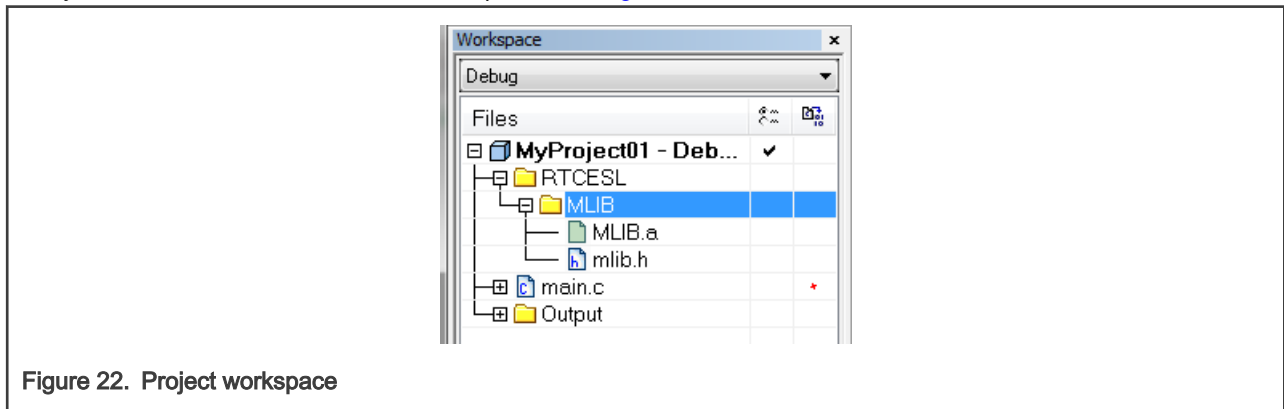 Workspace
Debug
Files
MyProject01 - Deb...
RTCESL
MLIB
MLIB.a
mlib.h
main.c
Output
Figure 22. Project workspace